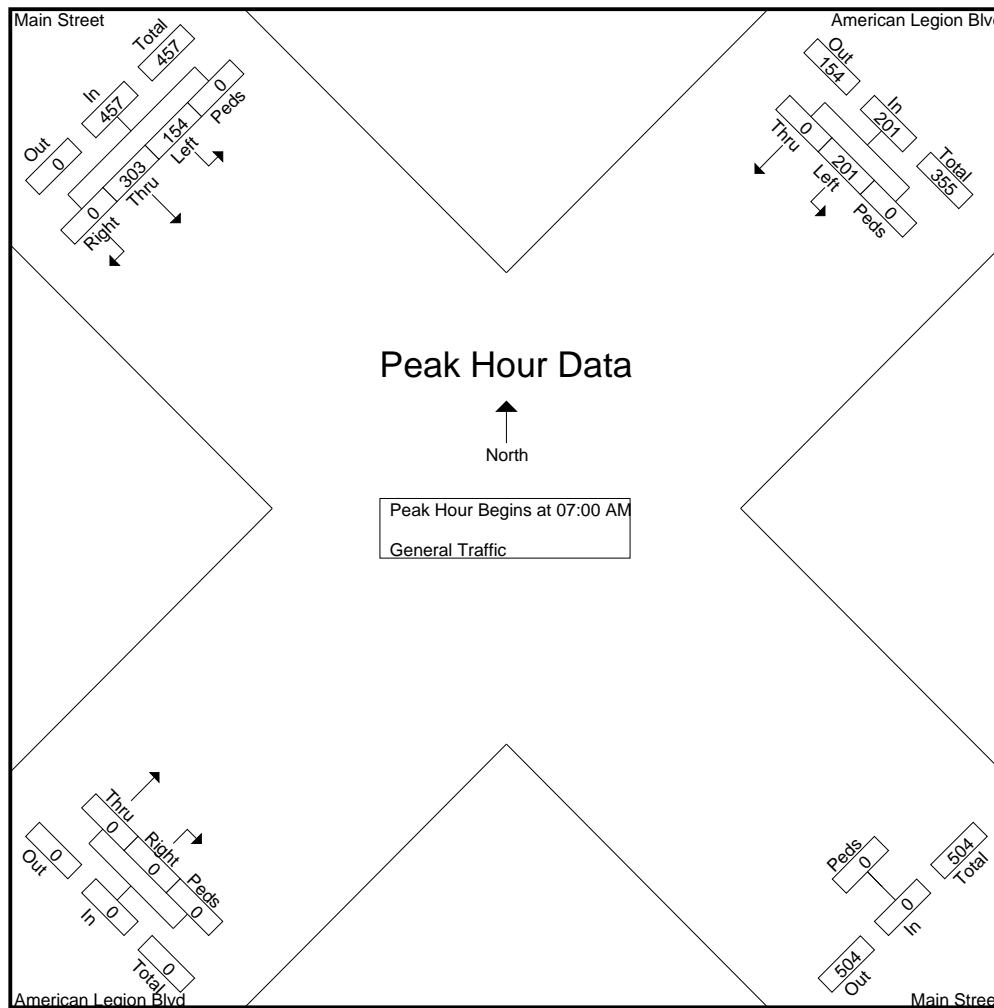 Main Street
American Legion Blvd
Out
0
In
457
Total
457
0
Right
303
Thru
154
Left
0
Peds
Out
154
In
201
Total
355
0
Thru
201
Left
0
Peds
Peak Hour Data
North
Peak Hour Begins at 07:00 AM
General Traffic
Thru
0
Right
0
Peds
0
Out
0
In
0
Total
0
Peds
0
504
Total
0
In
504
Out
American Legion Blvd
Main Stree